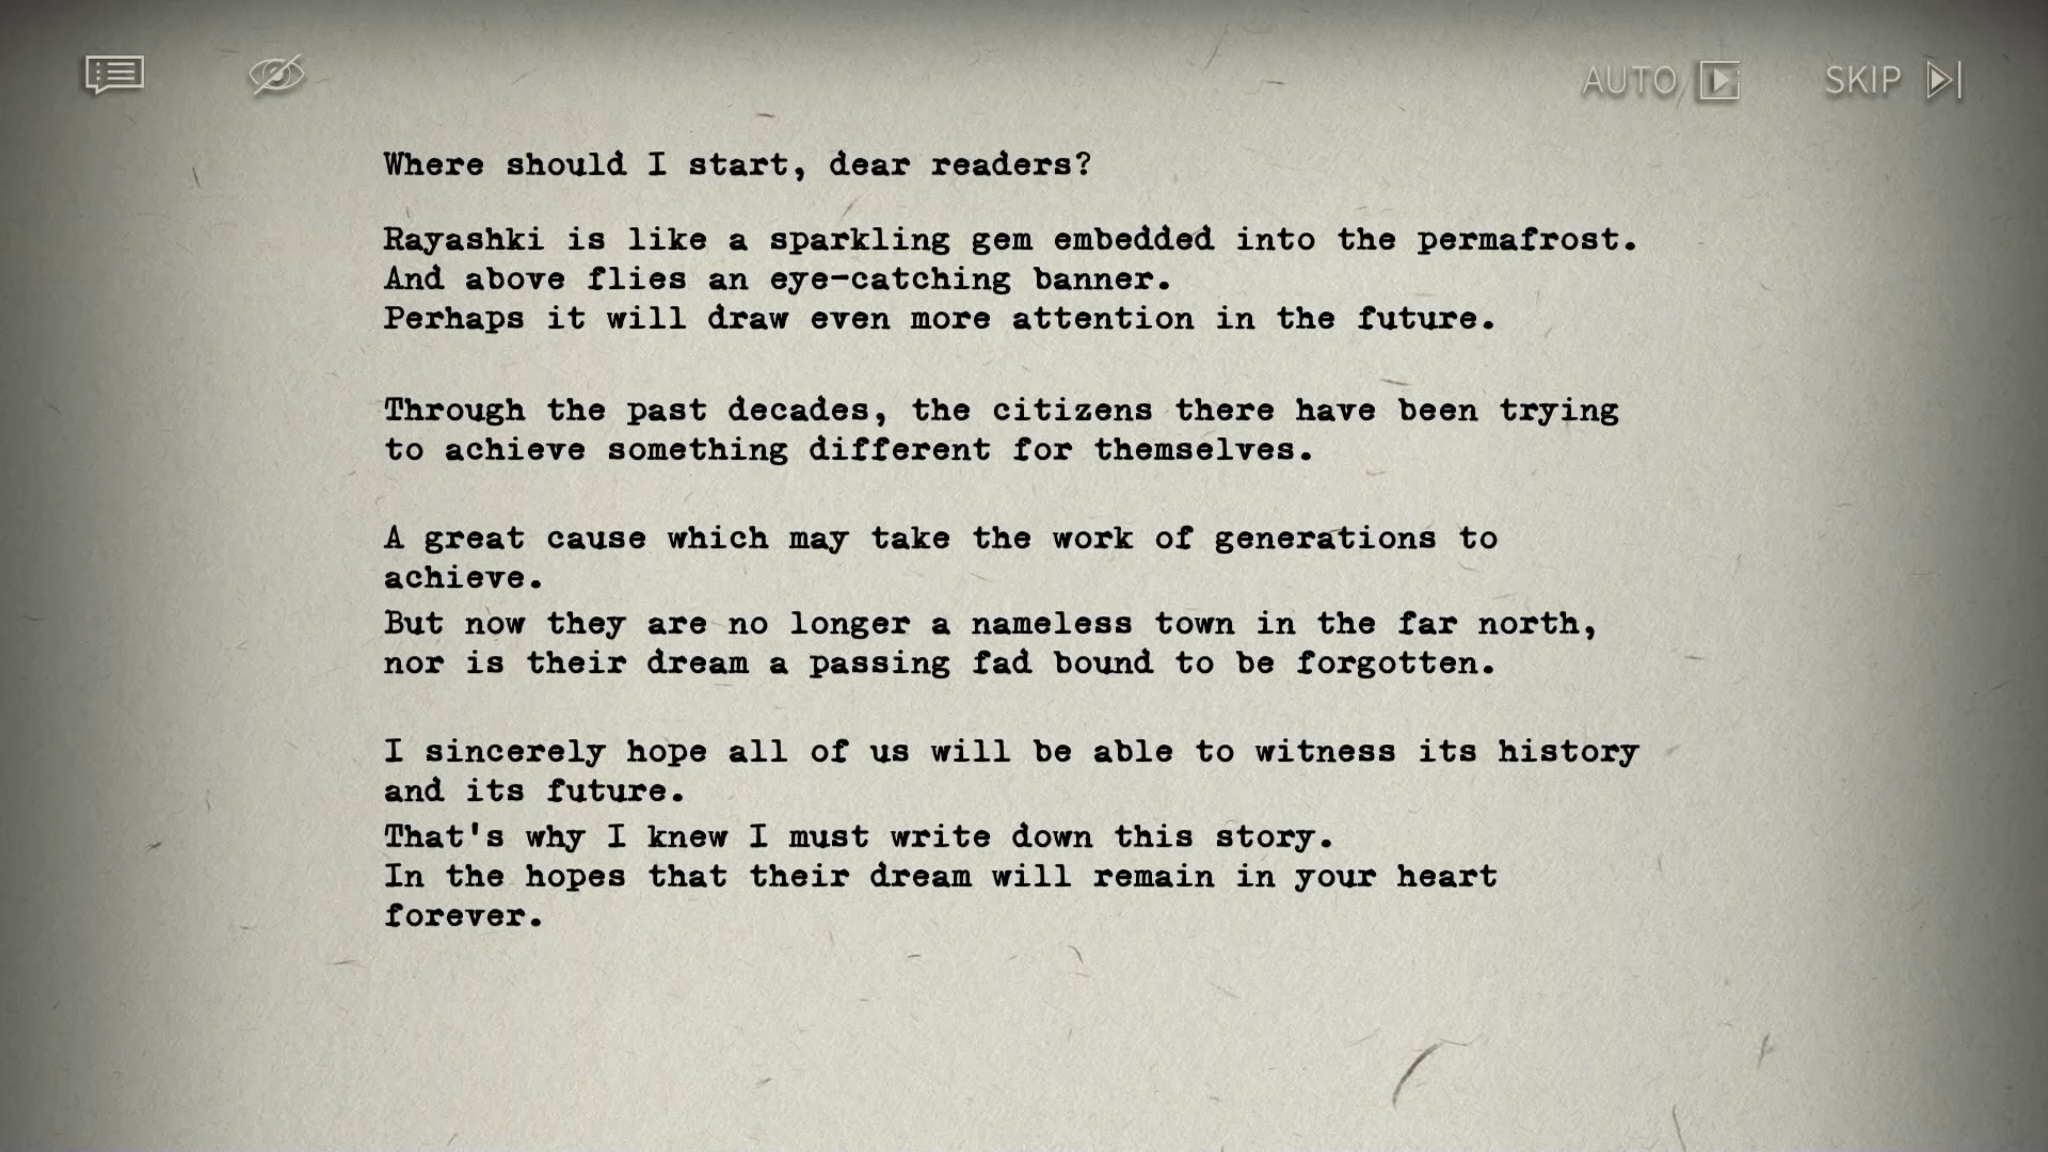 AUTO
SKIP
Where should I start, dear readers?
Rayashki is like a sparkling gem embedded into the permafrost.
And above flies an eye-catching banner.
Perhaps it will draw even more attention in the future.
Through the past decades, the citizens there have been trying
to achieve something different for themselves.
A great cause which may take the work of generations to
achieve.
But now they are no longer a nameless town in the far north,
nor is their dream a passing fad bound to be forgotten.
I sincerely hope all of us will be able to witness its history
and its future.
That's why I knew I must write down this story.
In the hopes that their dream will remain in your heart
forever.